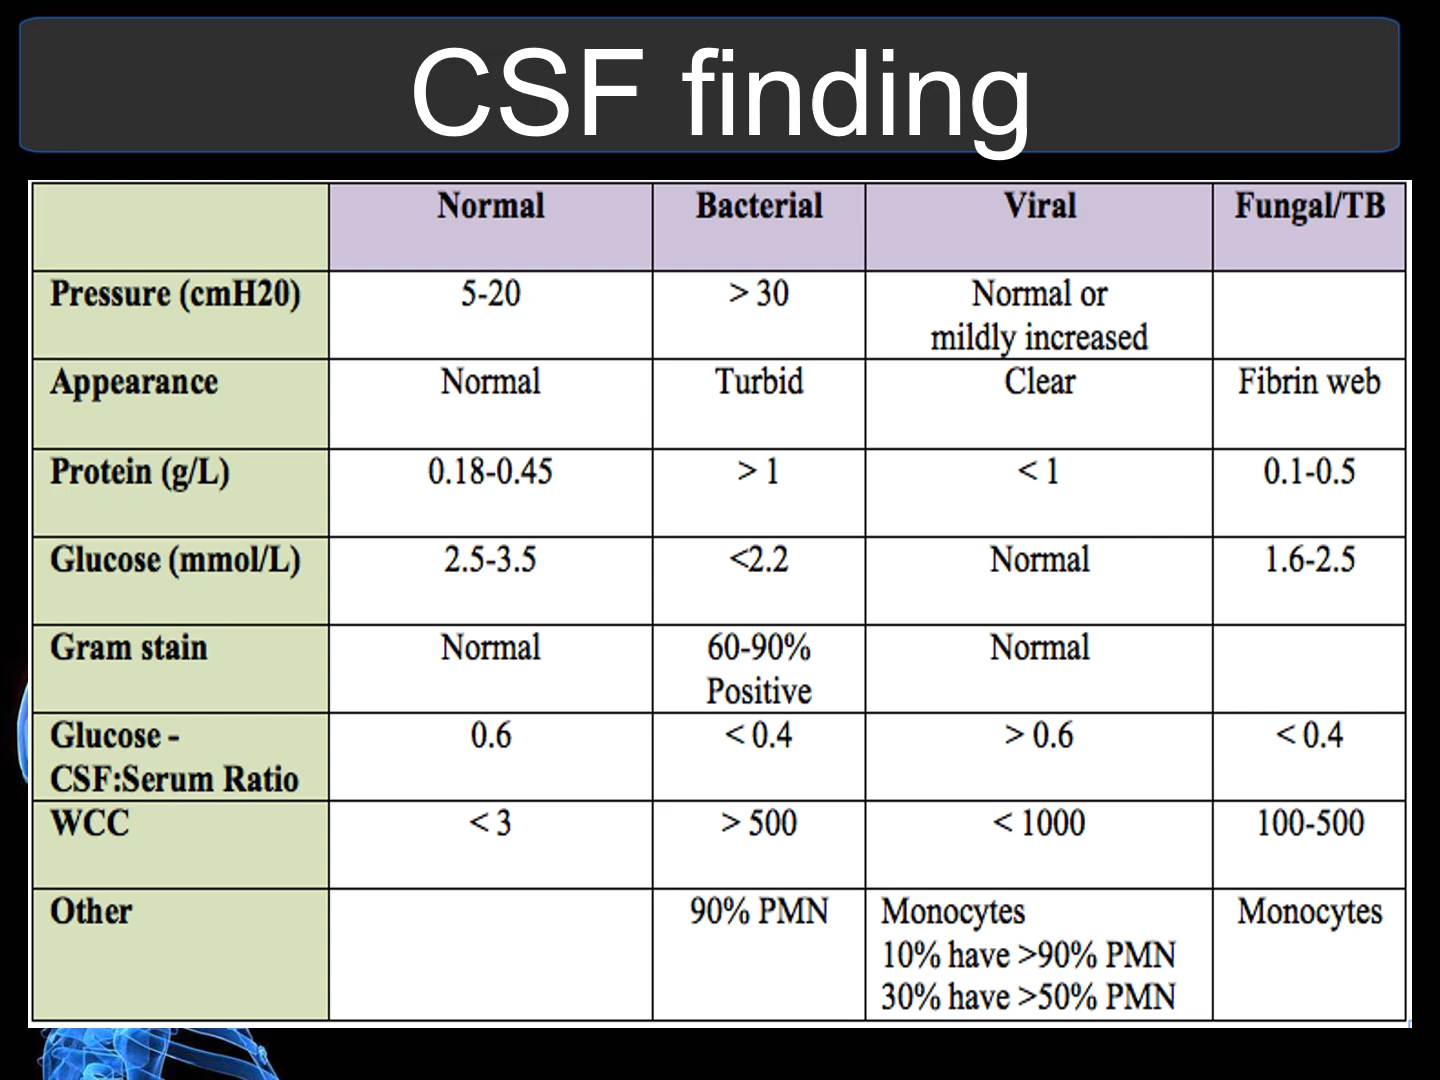 CSF finding
Normal Bacterial Viral Fungal/TB
Pressure (cmH20) 5-20 > 30 Normal or
mildly increased
Appearance Normal Turbid Clear Fibrin web
Protein (g/L) 0.18-0.45 > 1 < 1 0.1-0.5
Glucose (mmol/L) 2.5-3.5 <2.2 Normal 1.6-2.5
Gram stain Normal 60-90% Normal
Positive
Glucose - 0.6 < 0.4 > 0.6 < 0.4
CSF:Serum Ratio
WCC < 3 > 500 < 1000 100-500
Other 90% PMN Monocytes Monocytes
10% have >90% PMN
30% have >50% PMN